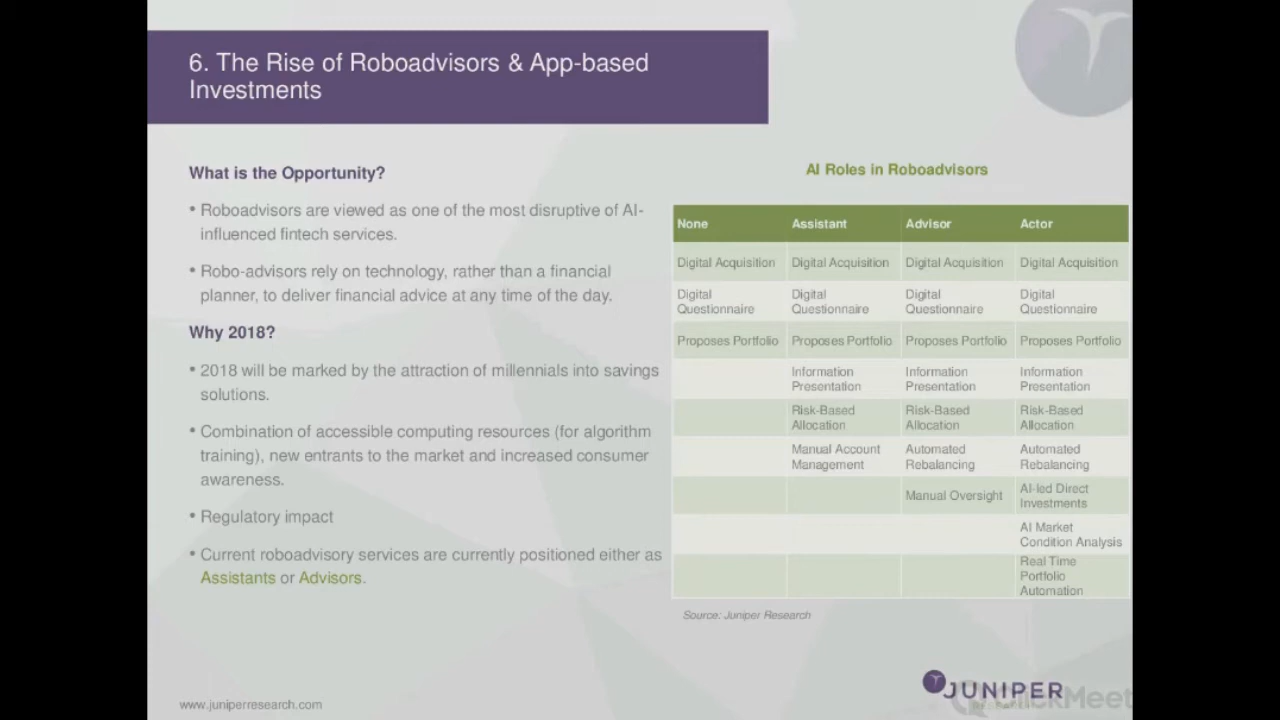 6. The Rise of Roboadvisors & App-based
Investments
What is the Opportunity?
• Roboadvisors are viewed as one of the most disruptive of AI-
influenced fintech services.
• Robo-advisors rely on technology, rather than a financial
planner, to deliver financial advice at any time of the day.
Why 2018?
• 2018 will be marked by the attraction of millennials into savings
solutions.
• Combination of accessible computing resources (for algorithm
training), new entrants to the market and increased consumer
awareness.
• Regulatory impact
• Current roboadvisory services are currently positioned either as
Assistants or Advisors.
AI Roles in Roboadvisors
None Assistant Advisor Actor
Digital Acquisition Digital Acquisition Digital Acquisition Digital Acquisition
Digital Digital Digital Digital
Questionnaire Questionnaire Questionnaire Questionnaire
Proposes Portfolio Proposes Portfolio Proposes Portfolio Proposes Portfolio
Information Information Information
Presentation Presentation Presentation
Risk-Based Risk-Based Risk-Based
Allocation Allocation Allocation
Manual Account Automated Automated
Management Rebalancing Rebalancing
Manual Oversight AI-led Direct
Investments
AI Market
Condition Analysis
Real Time
Portfolio
Automation
Source: Juniper Research
www.juniperresearch.com
JUNIPER